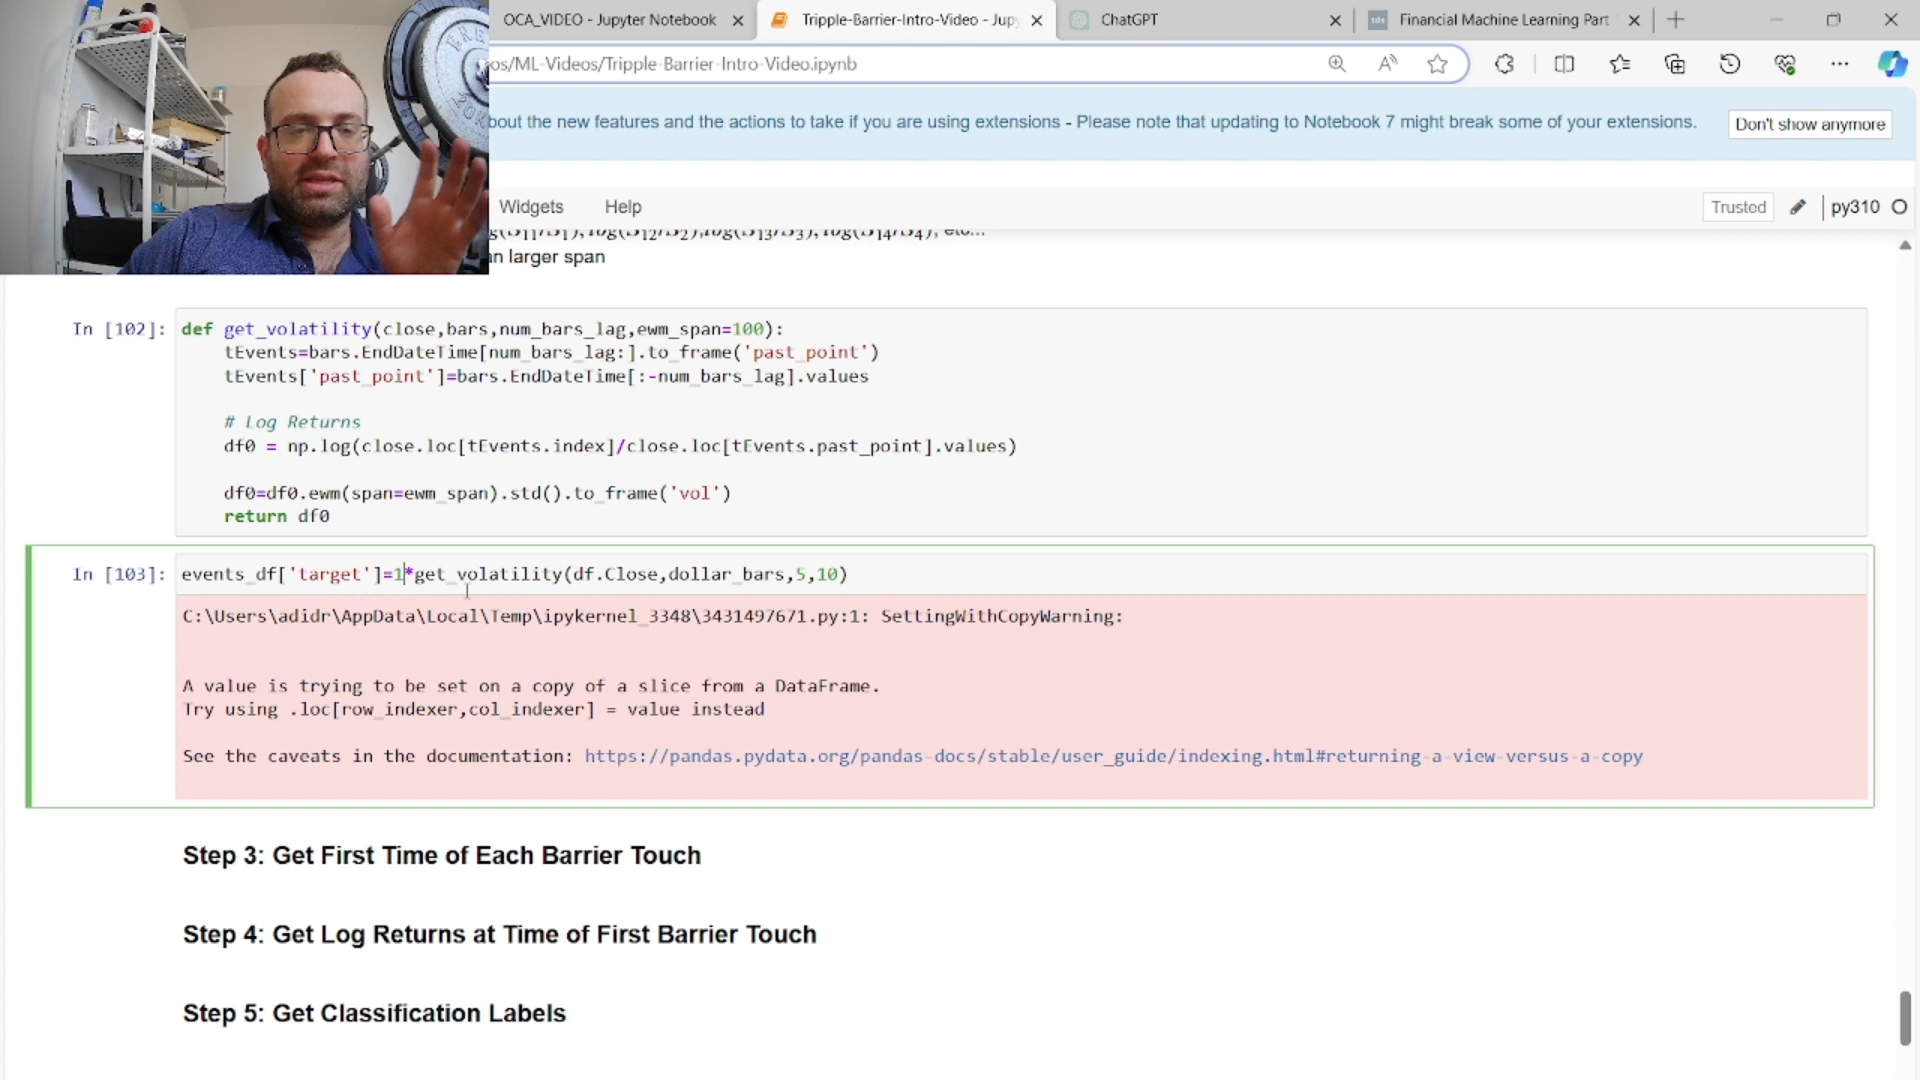 OCA_VIDEO - Jupyter Notebook
Tripple-Barrier-Intro-Video - Jup
ChatGPT
Financial Machine Learning Part
os/ML-Videos/Tripple-Barrier-Intro-Video.ipynb
bout the new features and the actions to take if you are using extensions - Please note that updating to Notebook 7 might break some of your extensions.
Don't show anymore
Widgets Help
Trusted
py310
n larger span
In [102]:
def get_volatility(close,bars,num_bars_lag,ewm_span=100):
tEvents=bars.EndDateTime[num_bars_lag:].to_frame('past_point')
tEvents['past_point']=bars.EndDateTime[:-num_bars_lag].values
# Log Returns
df0 = np.log(close.loc[tEvents.index]/close.loc[tEvents.past_point].values)
df0=df0.ewm(span=ewm_span).std().to_frame('vol')
return df0
In [103]:
events_df['target']=1*get_volatility(df.Close,dollar_bars,5,10)
C:\Users\adidr\AppData\Local\Temp\ipykernel_3348\3431497671.py:1: SettingWithCopyWarning:
A value is trying to be set on a copy of a slice from a DataFrame.
Try using .loc[row_indexer,col_indexer] = value instead
See the caveats in the documentation: https://pandas.pydata.org/pandas-docs/stable/user_guide/indexing.html#returning-a-view-versus-a-copy
Step 3: Get First Time of Each Barrier Touch
Step 4: Get Log Returns at Time of First Barrier Touch
Step 5: Get Classification Labels